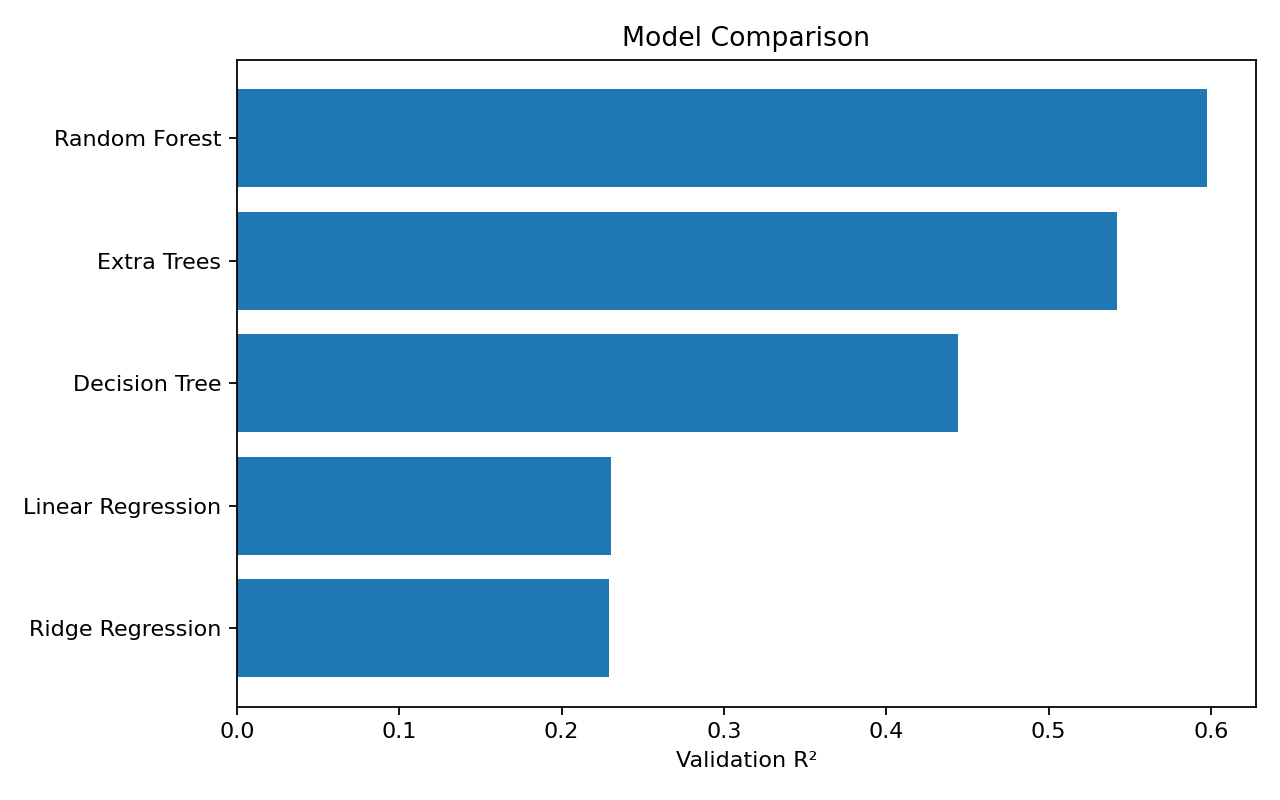 Model Comparison
Random Forest
Extra Trees
Decision Tree
Linear Regression
Ridge Regression
0.0 0.1 0.2 0.3 0.4 0.5 0.6
Validation R²